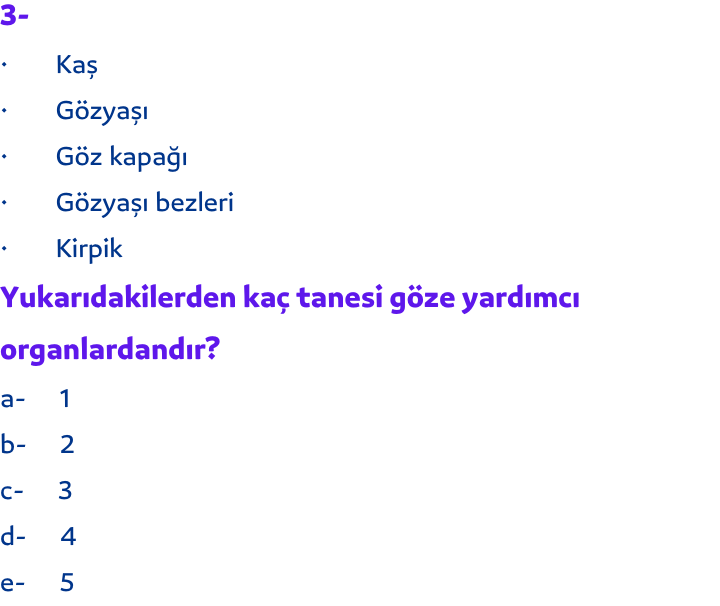 3-
· Kaş
· Gözyaşı
· Göz kapağı
· Gözyaşı bezleri
· Kirpik
Yukarıdakilerden kaç tanesi göze yardımcı
organlardandır?
a- 1
b- 2
c- 3
d- 4
e- 5